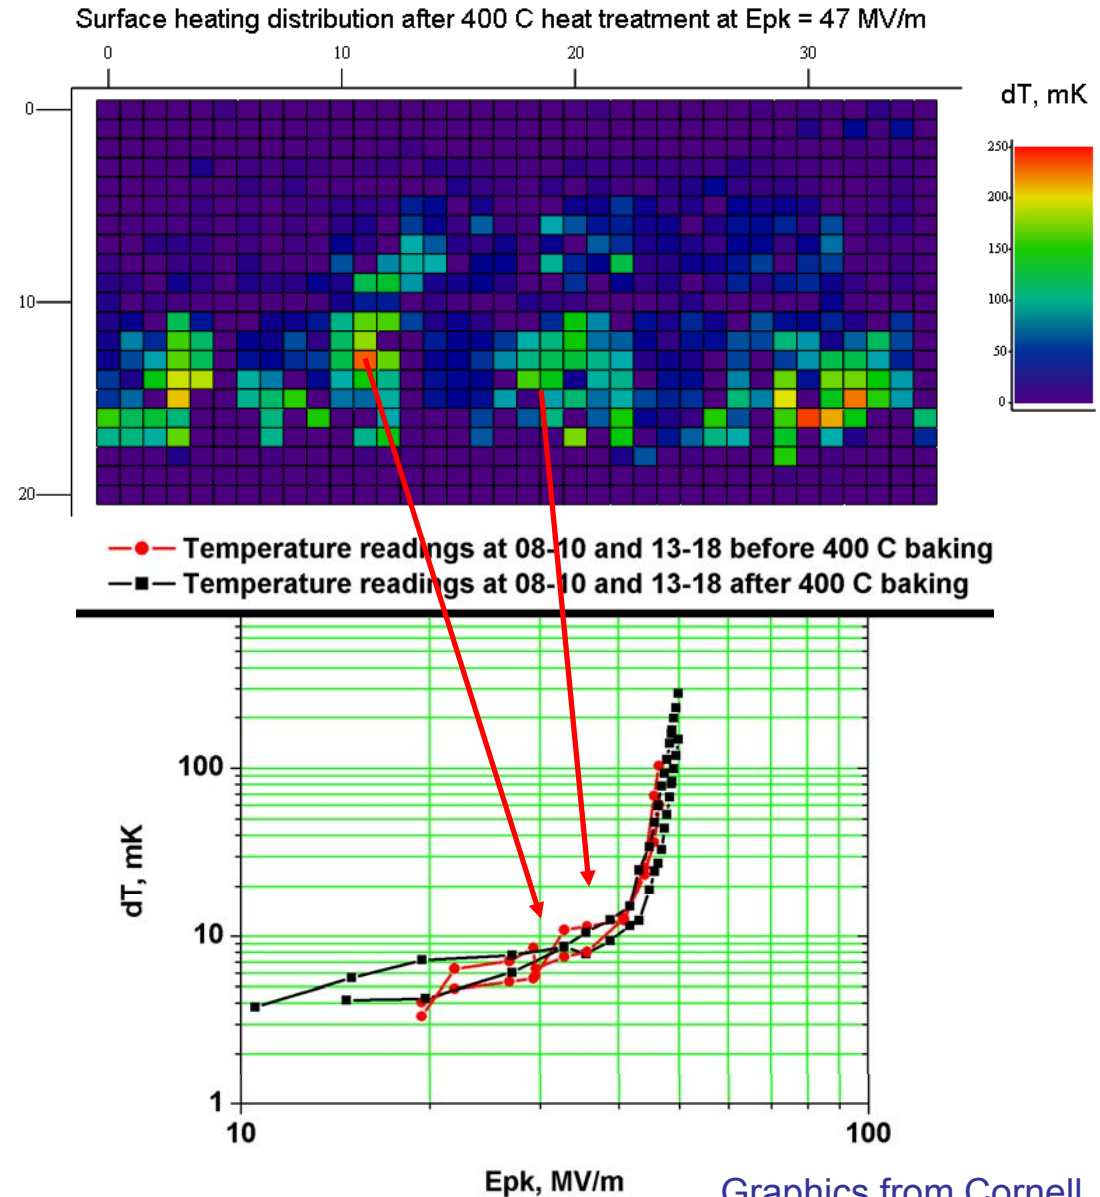 Surface heating distribution after 400 C heat treatment at Epk = 47 MV/m
0 10 20 30
dT, mK
0
10
20
250
200
150
100
50
0
Temperature readings at 08-10 and 13-18 before 400 C baking
Temperature readings at 08-10 and 13-18 after 400 C baking
dT, mK
100
10
1
10 100
Epk, MV/m
Graphics from Cornell